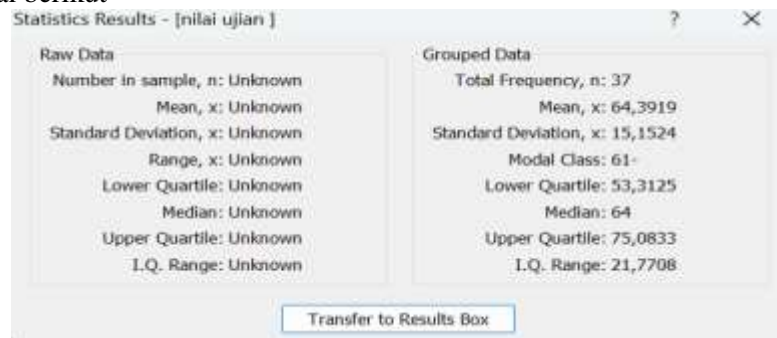 Statistics Results - [nilai ujian ] ? ×
Raw Data
Number in sample, n: Unknown
Mean, x: Unknown
Standard Deviation, x: Unknown
Range, x: Unknown
Lower Quartile: Unknown
Median: Unknown
Upper Quartile: Unknown
I.Q. Range: Unknown
Grouped Data
Total Frequency, n: 37
Mean, x: 64,3919
Standard Deviation, x: 15,1524
Modal Class: 61-
Lower Quartile: 53,3125
Median: 64
Upper Quartile: 75,0833
I.Q. Range: 21,7708
Transfer to Results Box